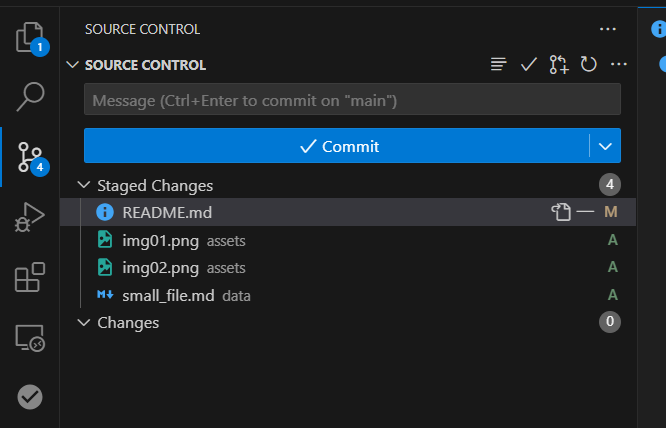 SOURCE CONTROL
SOURCE CONTROL
Message (Ctrl+Enter to commit on "main")
Commit
Staged Changes 4
README.md M
img01.png assets A
img02.png assets A
small_file.md data A
Changes 0
1
4